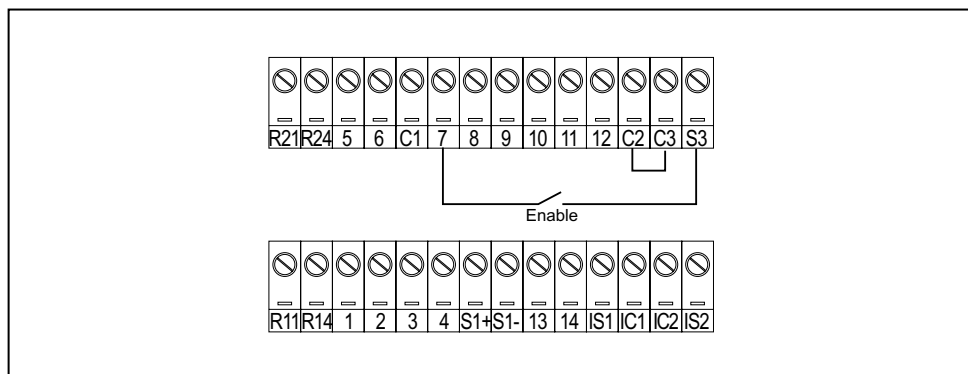 R21 R24 5 6 C1 7 8 9 10 11 12 C2 C3 S3
Enable
R11 R14 1 2 3 4 S1+ S1- 13 14 IS1 IC1 IC2 IS2